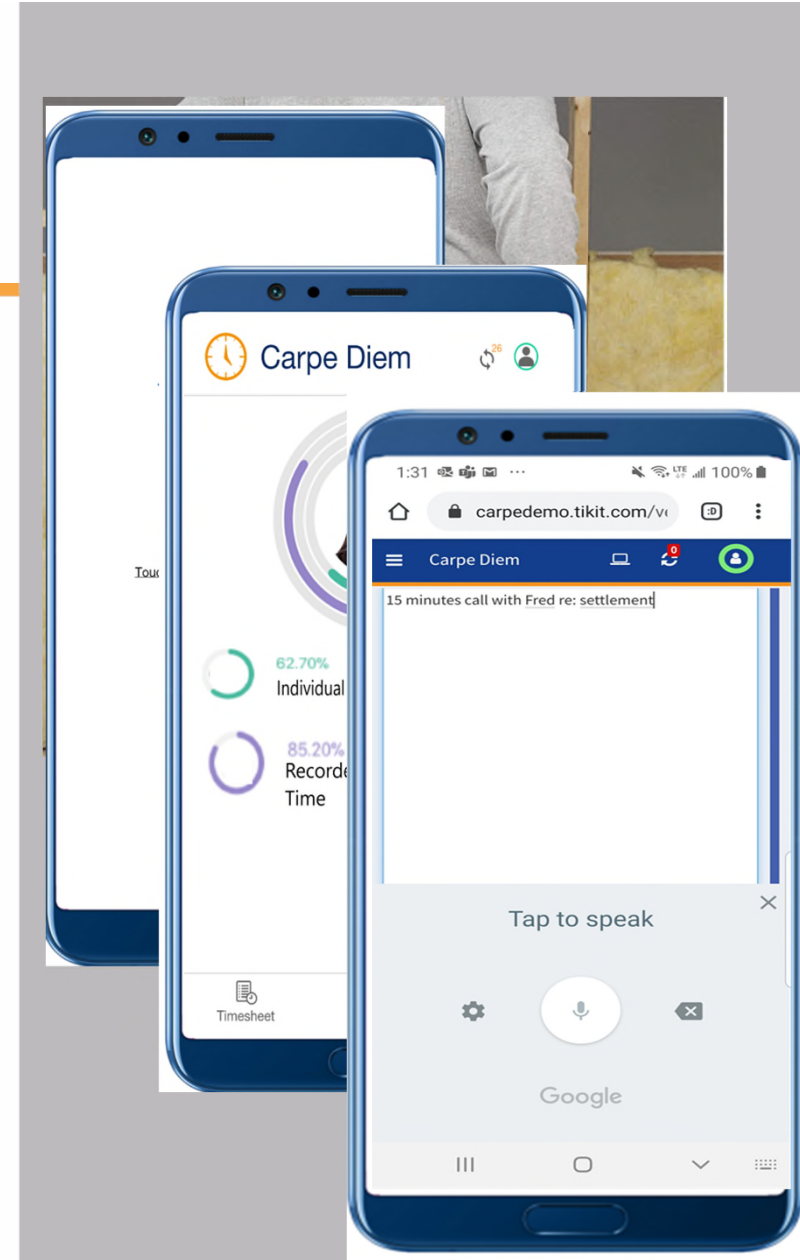 Carpe Diem
26
62.70%
Individual
85.20%
Time
Timesheet
1:31
LTE
100%
carpedemo.tikit.com/
:D
Carpe Diem
0
15 minutes call with Fred re: settlement
Tap to speak
Google